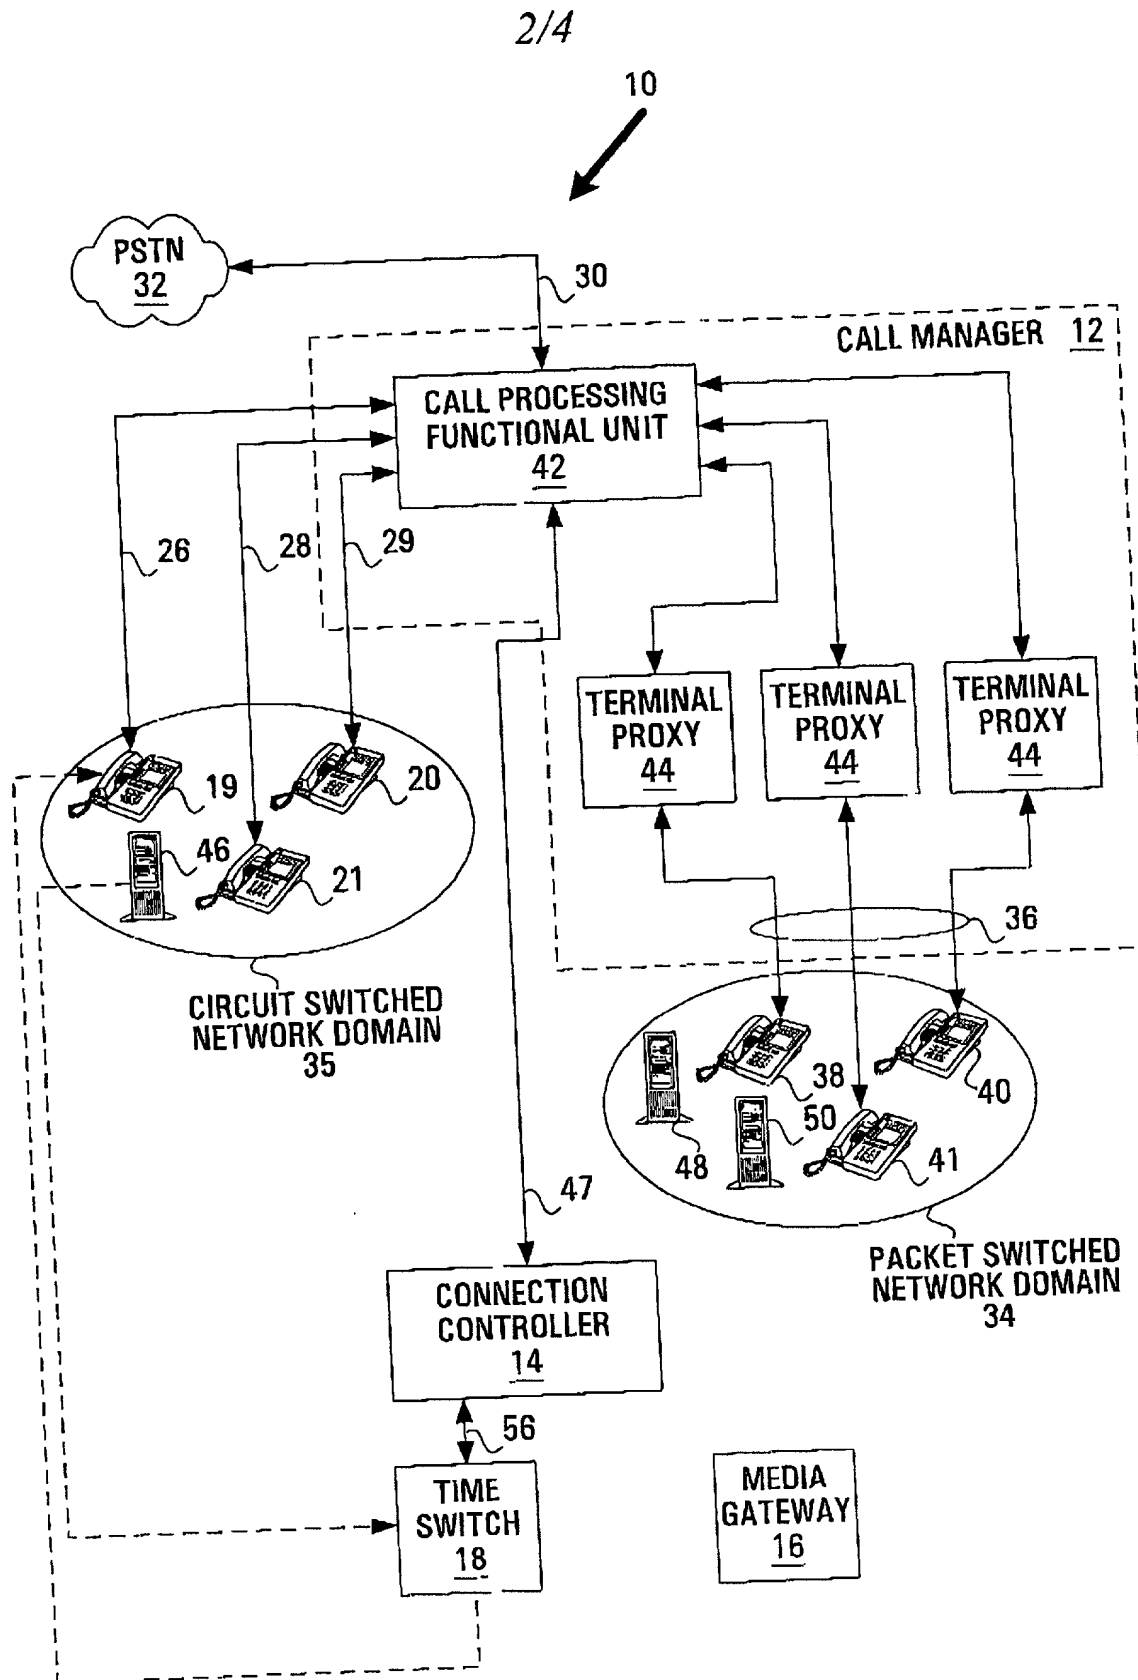 2/4
10
PSTN
32
30
CALL MANAGER 12
CALL PROCESSING
FUNCTIONAL UNIT
42
26
28
29
TERMINAL
PROXY
44
TERMINAL
PROXY
44
TERMINAL
PROXY
44
19
20
46
21
36
CIRCUIT SWITCHED
NETWORK DOMAIN
35
38
40
50
48
41
47
PACKET SWITCHED
NETWORK DOMAIN
34
CONNECTION
CONTROLLER
14
56
TIME
SWITCH
18
MEDIA
GATEWAY
16